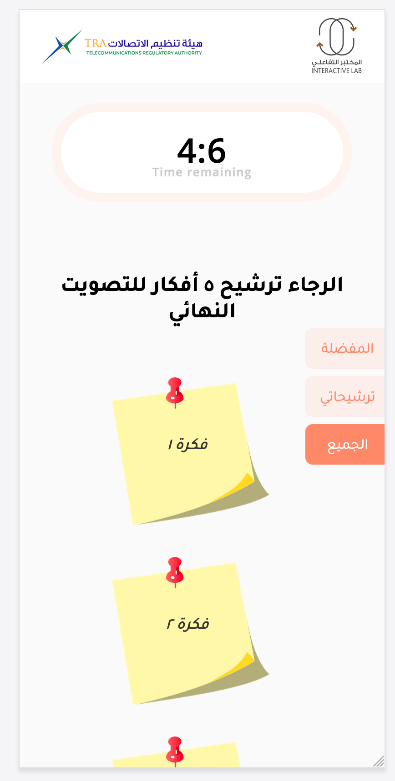 هيئة تنظيم الاتصالات TRA
TELECOMMUNICATIONS REGULATORY AUTHORITY
المختبر التفاعلي
INTERACTIVE LAB
4:6
Time remaining
الرجاء ترشيح ٥ أفكار للتصويت
النهائي
المفضلة
ترشيحاتي
الجميع
فكرة ١
فكرة ٢